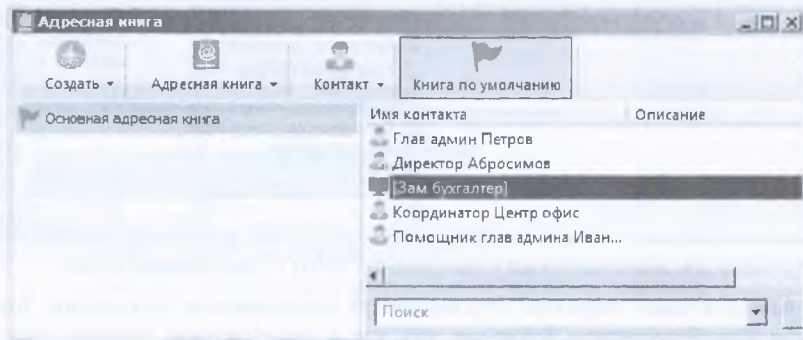 Адресная книга
Создать Адресная книга Контакт Книга по умолчанию
Основная адресная книга
Имя контакта Описание
Глав админ Петров
Директор Абросимов
[Зам бухгалтер]
Координатор Центр офис
Помощник глав админа Иван...
Поиск